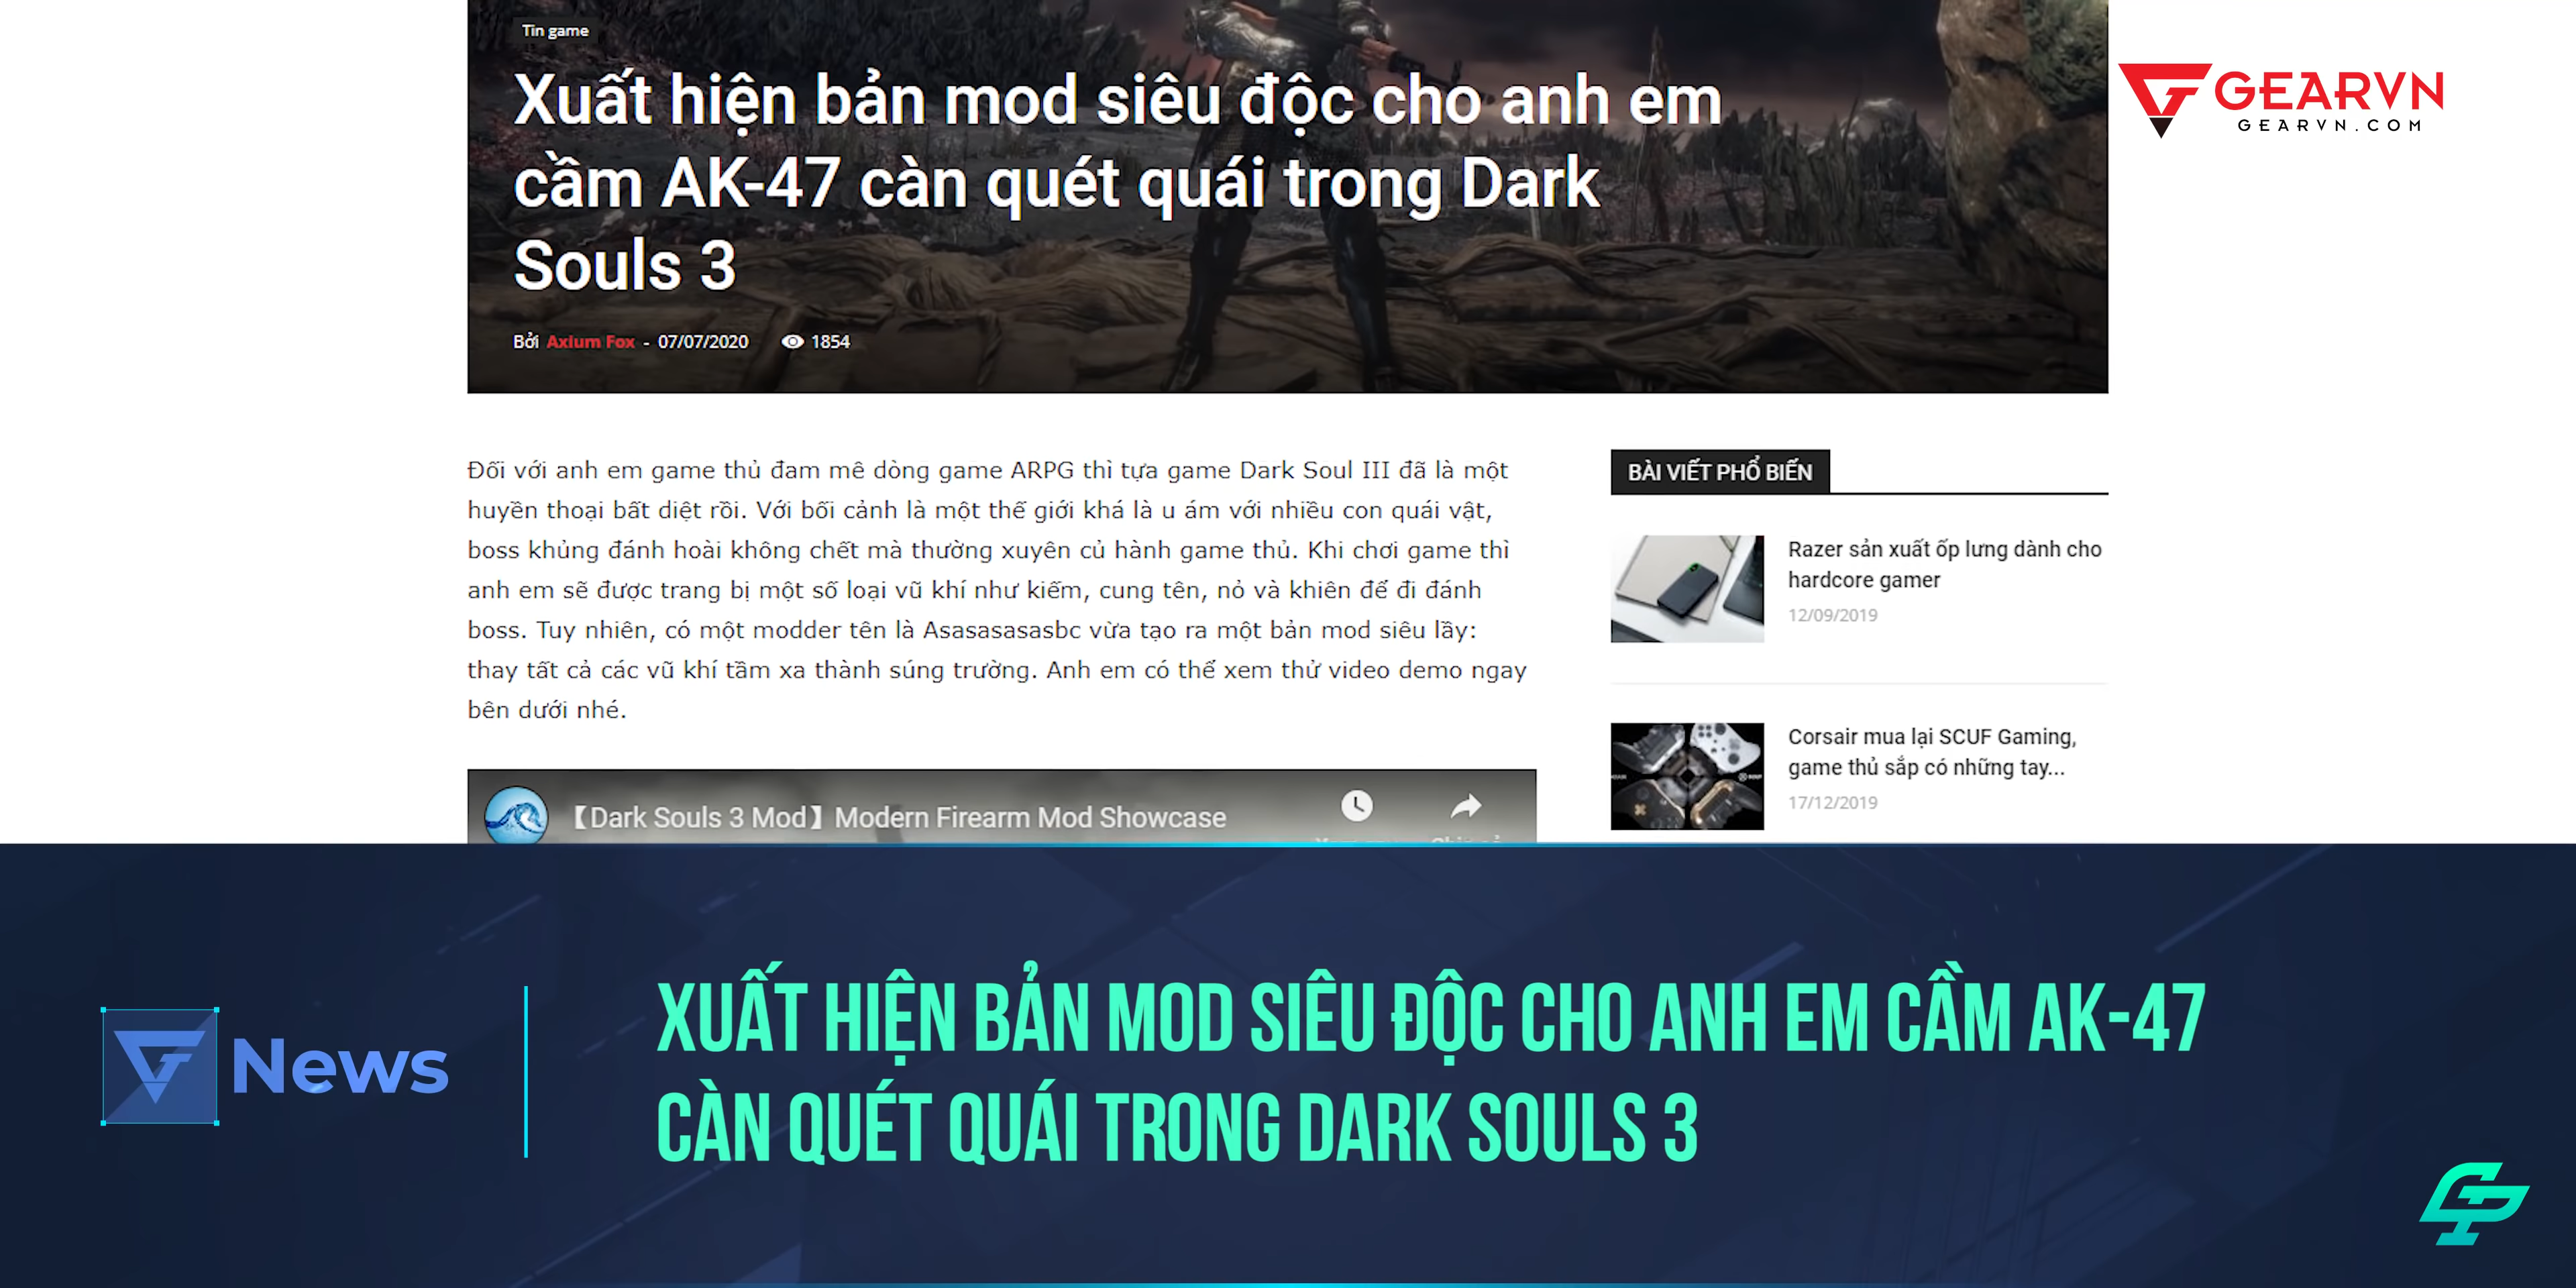 Tin game
Xuất hiện bản mod siêu độc cho anh em
cầm AK-47 càn quét quái trong Dark
Souls 3
Bởi Axium Fox - 07/07/2020 1854
GEARVN
GEARVN.COM
Đối với anh em game thủ đam mê dòng game ARPG thì tựa game Dark Soul III đã là một
huyền thoại bất diệt rồi. Với bối cảnh là một thế giới khá là u ám với nhiều con quái vật,
boss khủng đánh hoài không chết mà thường xuyên củ hành game thủ. Khi chơi game thì
anh em sẽ được trang bị một số loại vũ khí như kiếm, cung tên, nỏ và khiên để đi đánh
boss. Tuy nhiên, có một modder tên là Asasasasasbc vừa tạo ra một bản mod siêu lầy:
thay tất cả các vũ khí tầm xa thành súng trường. Anh em có thể xem thử video demo ngay
bên dưới nhé.
【Dark Souls 3 Mod】Modern Firearm Mod Showcase
BÀI VIẾT PHỔ BIẾN
Razer sản xuất ốp lưng dành cho
hardcore gamer
12/09/2019
Corsair mua lại SCUF Gaming,
game thủ sắp có những tay...
17/12/2019
News
XUẤT HIỆN BẢN MOD SIÊU ĐỘC CHO ANH EM CẦM AK-47
CÀN QUÉT QUÁI TRONG DARK SOULS 3